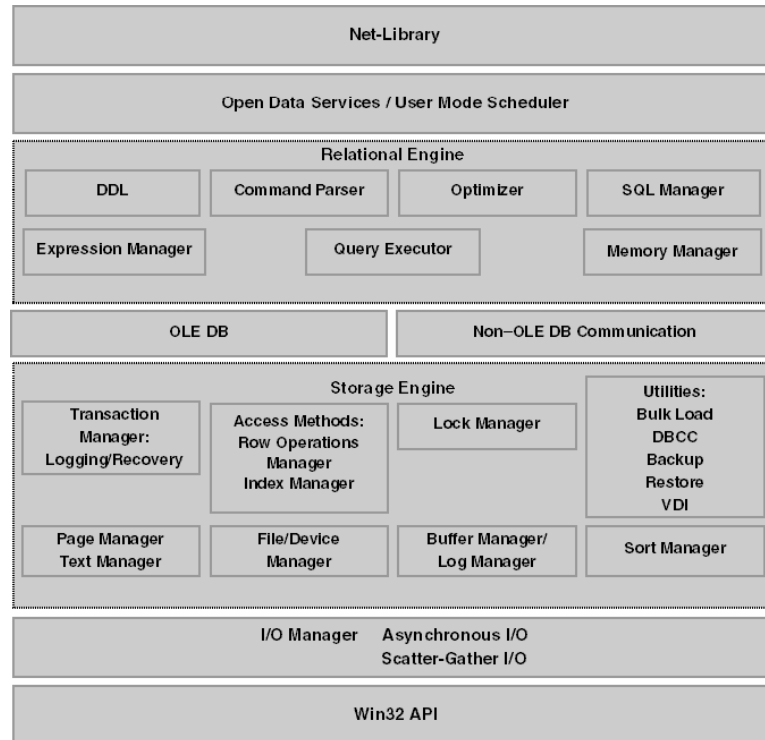 Net-Library
Open Data Services / User Mode Scheduler
Relational Engine
DDL
Command Parser
Optimizer
SQL Manager
Expression Manager
Query Executor
Memory Manager
OLE DB
Non–OLE DB Communication
Storage Engine
Transaction
Manager:
Logging/Recovery
Access Methods:
Row Operations
Manager
Index Manager
Lock Manager
Utilities:
Bulk Load
DBCC
Backup
Restore
VDI
Page Manager
Text Manager
File/Device
Manager
Buffer Manager/
Log Manager
Sort Manager
I/O Manager Asynchronous I/O
Scatter-Gather I/O
Win32 API